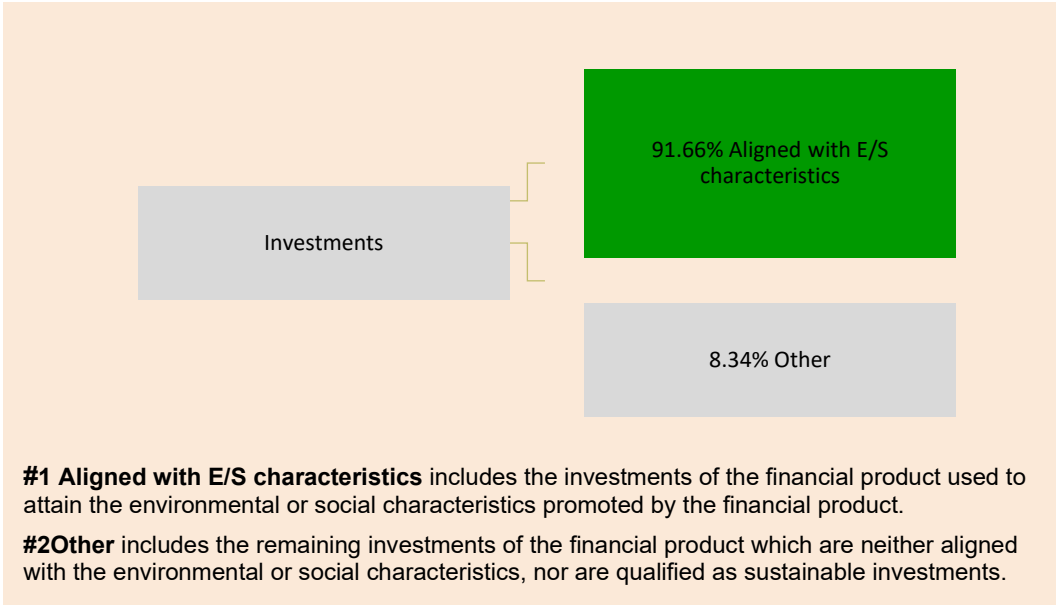 91.66% Aligned with E/S
characteristics
Investments
8.34% Other
#1 Aligned with E/S characteristics includes the investments of the financial product used to
attain the environmental or social characteristics promoted by the financial product.
#2Other includes the remaining investments of the financial product which are neither aligned
with the environmental or social characteristics, nor are qualified as sustainable investments.